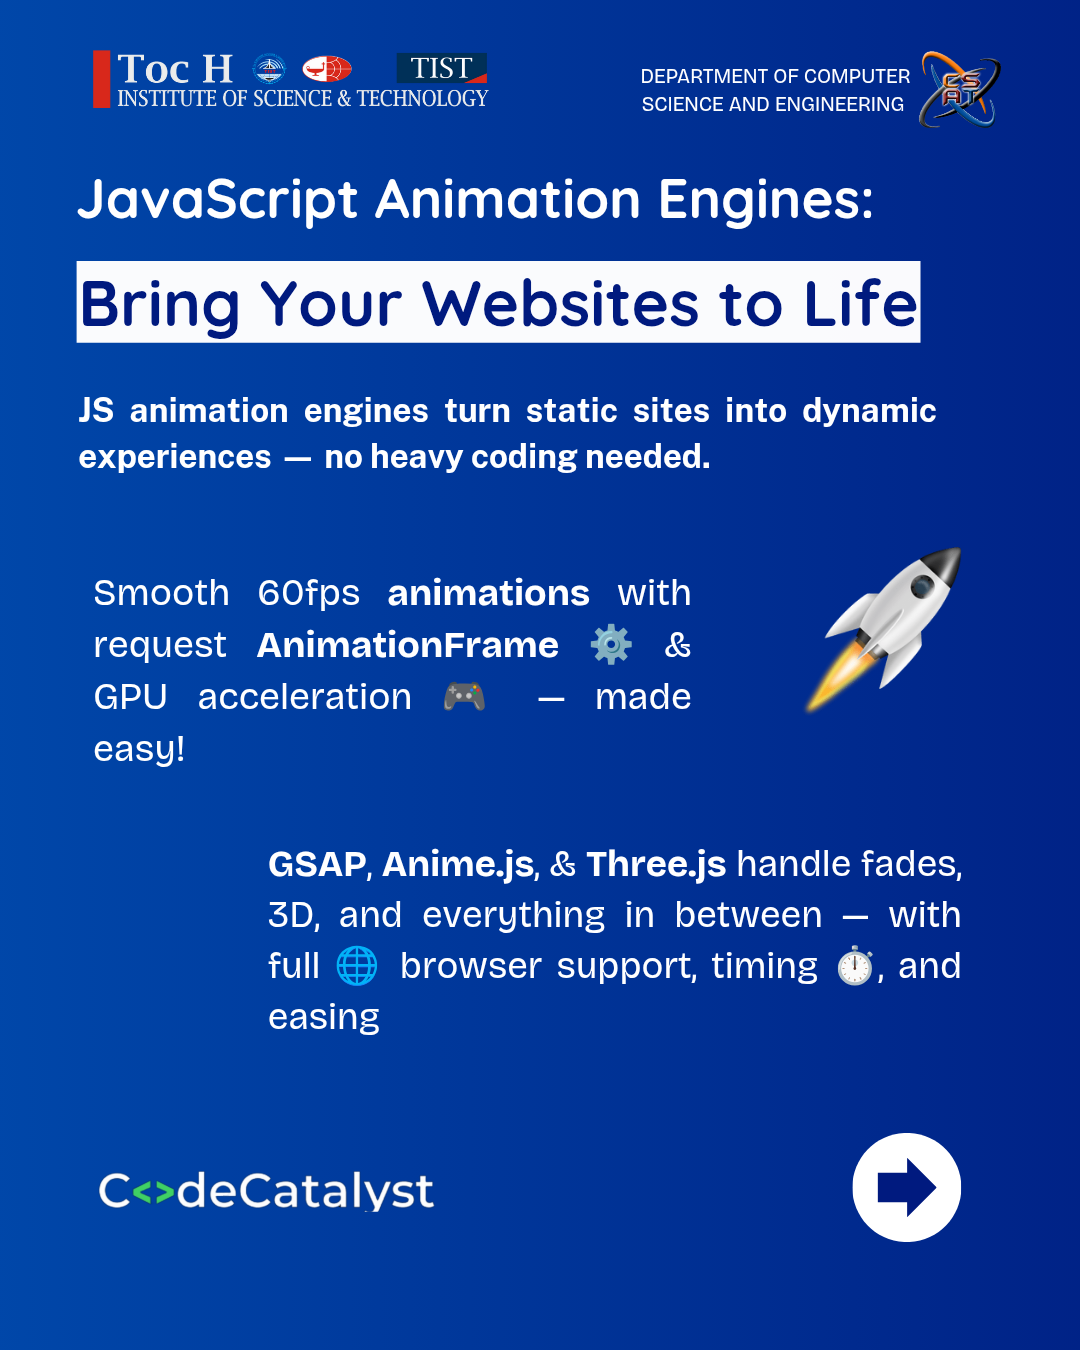 Toc H TIST
INSTITUTE OF SCIENCE & TECHNOLOGY
DEPARTMENT OF COMPUTER
SCIENCE AND ENGINEERING
CS
AT
JavaScript Animation Engines:
Bring Your Websites to Life
JS animation engines turn static sites into dynamic
experiences — no heavy coding needed.
Smooth 60fps animations with
request AnimationFrame ⚙️ &
GPU acceleration 🎮 — made
easy!
GSAP, Anime.js, & Three.js handle fades,
3D, and everything in between — with
full 🌐 browser support, timing ⏱️, and
easing
C<>deCatalyst